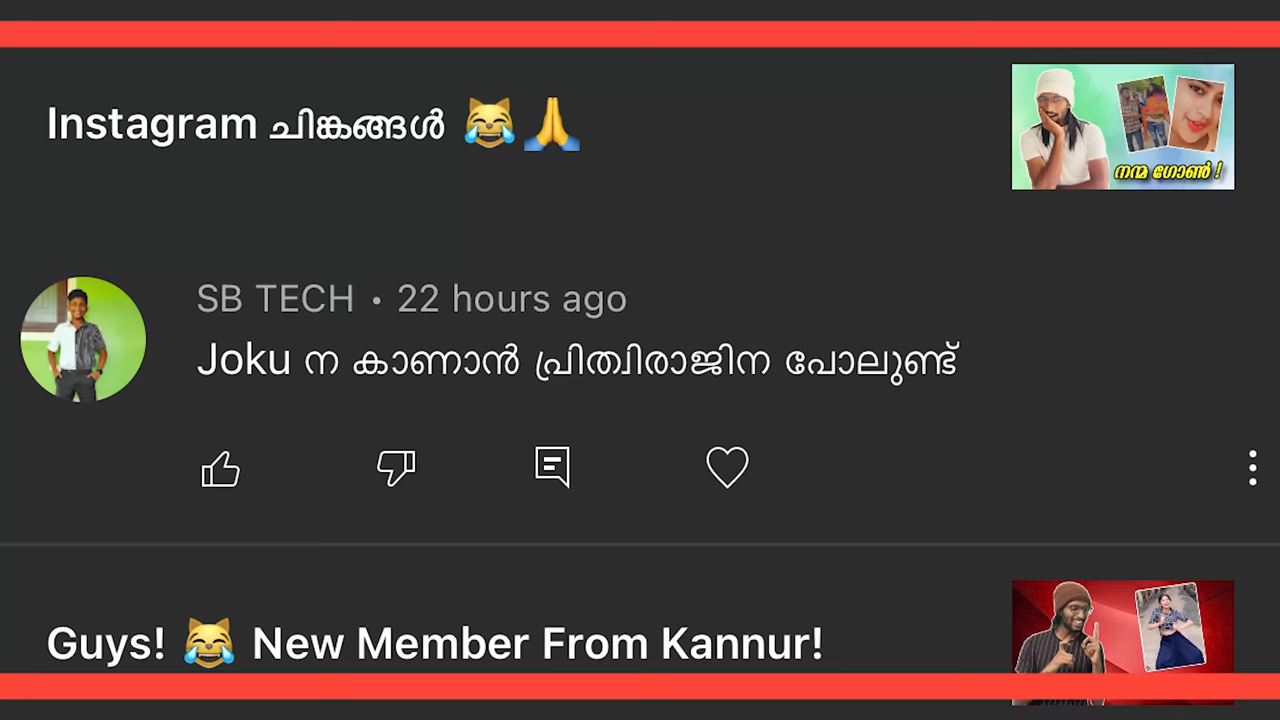 Instagram ചിങ്കങ്ങൾ 😹🙏
നന്മ ഗോൺ !
SB TECH • 22 hours ago
Joku ന കാണാൻ പ്രിത്വിരാജിന പോലുണ്ട്
Guys! 😹 New Member From Kannur!